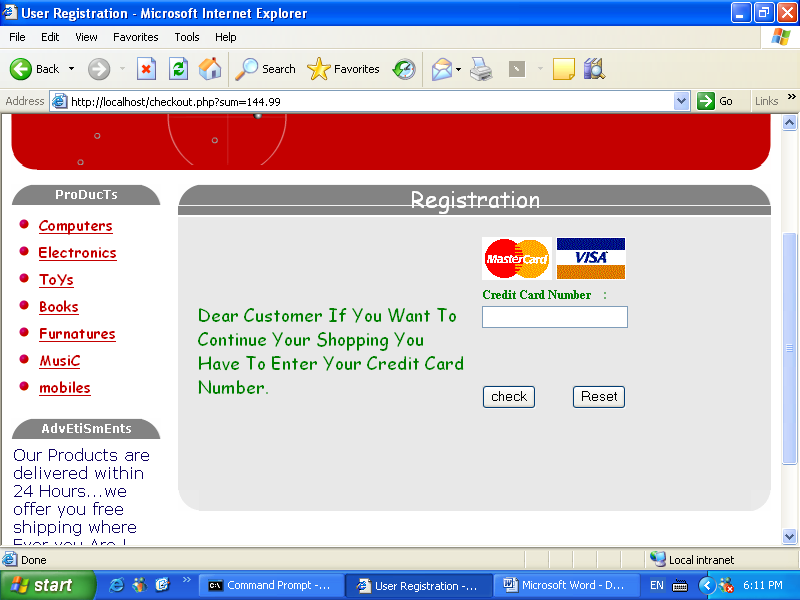 User Registration - Microsoft Internet Explorer
File Edit View Favorites Tools Help
Back Search Favorites
Address http://localhost/checkout.php?sum=144.99 Go Links »
ProDucTs
Computers
Electronics
ToYs
Books
Furnatures
MusiC
mobiles
AdvEtiSmEnts
Our Products are
delivered within
24 Hours...we
offer you free
shipping where
Ever you Are !
Registration
MasterCard VISA
Credit Card Number :
Dear Customer If You Want To
Continue Your Shopping You
Have To Enter Your Credit Card
Number.
check Reset
Done Local intranet
start » Command Prompt -... User Registration -... Microsoft Word - D... EN 6:11 PM